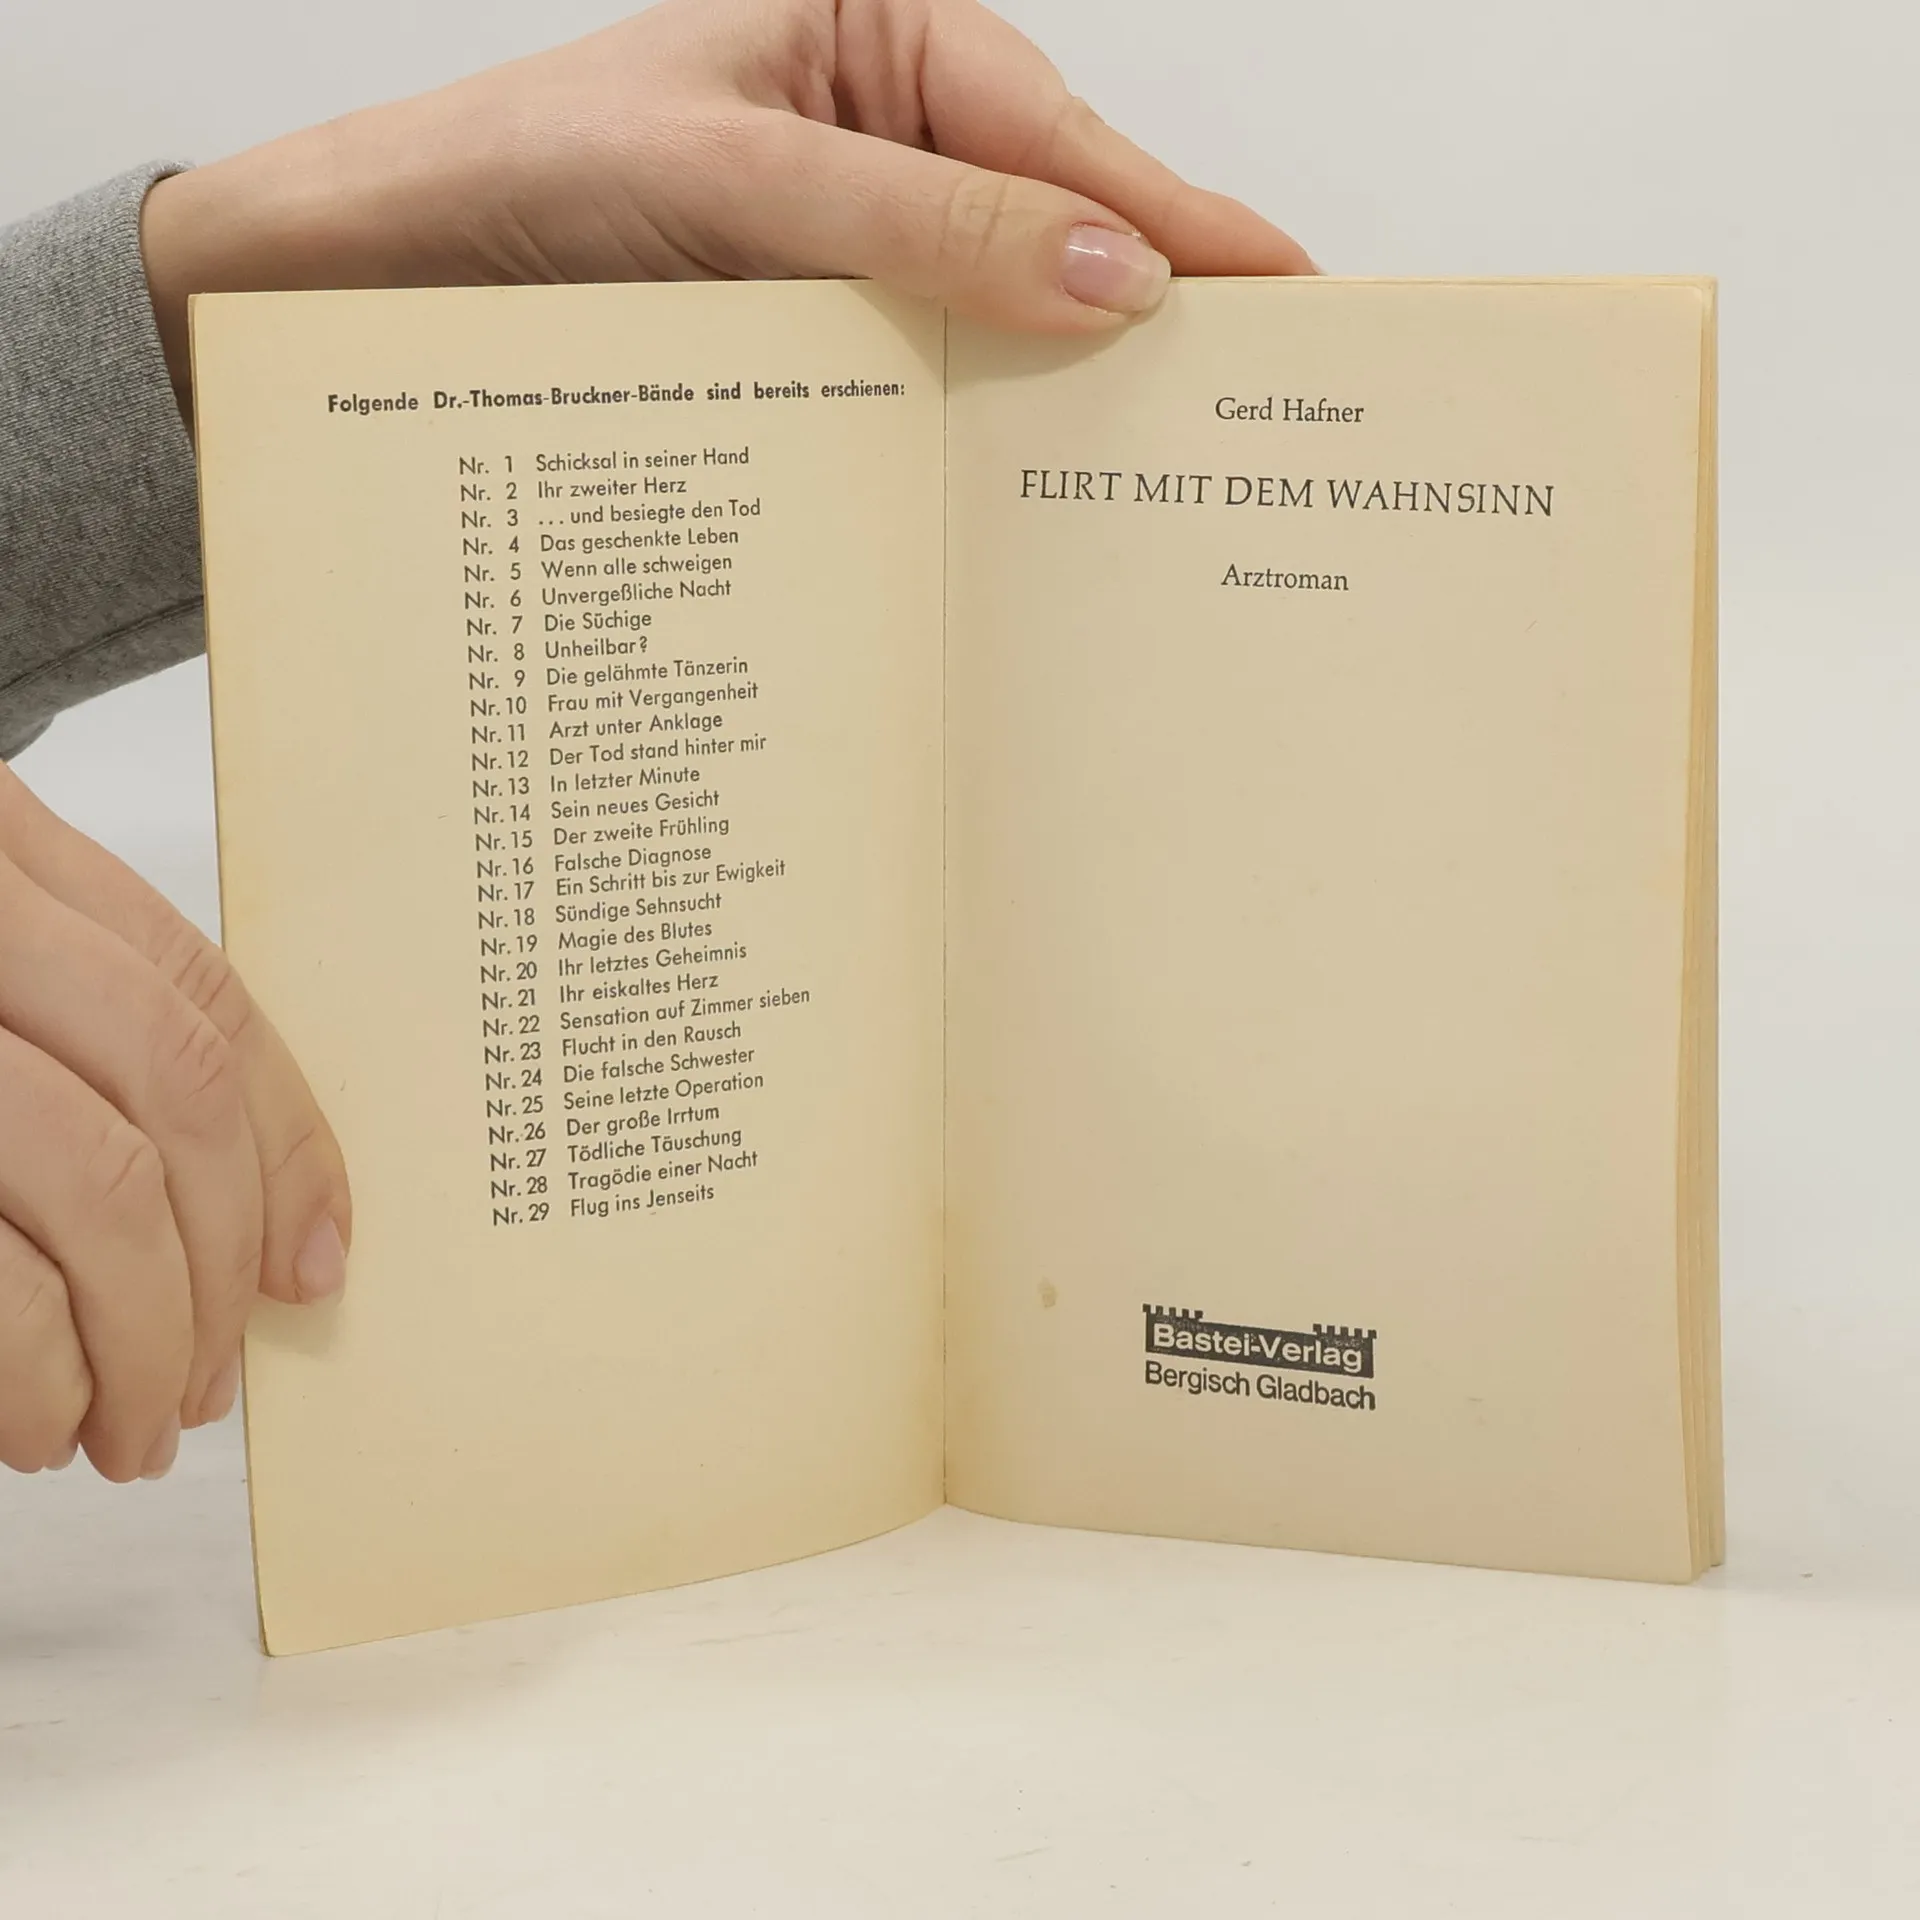 Folgende Dr.-Thomas-Bruckner-Bände sind bereits erschienen:
Nr. 1 Schicksal in seiner Hand
Nr. 2 Ihr zweiter Herz
Nr. 3 ... und besiegte den Tod
Nr. 4 Das geschenkte Leben
Nr. 5 Wenn alle schweigen
Nr. 6 Unvergeßliche Nacht
Nr. 7 Die Süchige
Nr. 8 Unheilbar?
Nr. 9 Die gelähmte Tänzerin
Nr. 10 Frau mit Vergangenheit
Nr. 11 Arzt unter Anklage
Nr. 12 Der Tod stand hinter mir
Nr. 13 In letzter Minute
Nr. 14 Sein neues Gesicht
Nr. 15 Der zweite Frühling
Nr. 16 Falsche Diagnose
Nr. 17 Ein Schritt bis zur Ewigkeit
Nr. 18 Sündige Sehnsucht
Nr. 19 Magie des Blutes
Nr. 20 Ihr letztes Geheimnis
Nr. 21 Ihr eiskaltes Herz
Nr. 22 Sensation auf Zimmer sieben
Nr. 23 Flucht in den Rausch
Nr. 24 Die falsche Schwester
Nr. 25 Seine letzte Operation
Nr. 26 Der große Irrtum
Nr. 27 Tödliche Täuschung
Nr. 28 Tragödie einer Nacht
Nr. 29 Flug ins Jenseits
Gerd Hafner
FLIRT MIT DEM WAHNSINN
Arztroman
Bastei-Verlag
Bergisch Gladbach